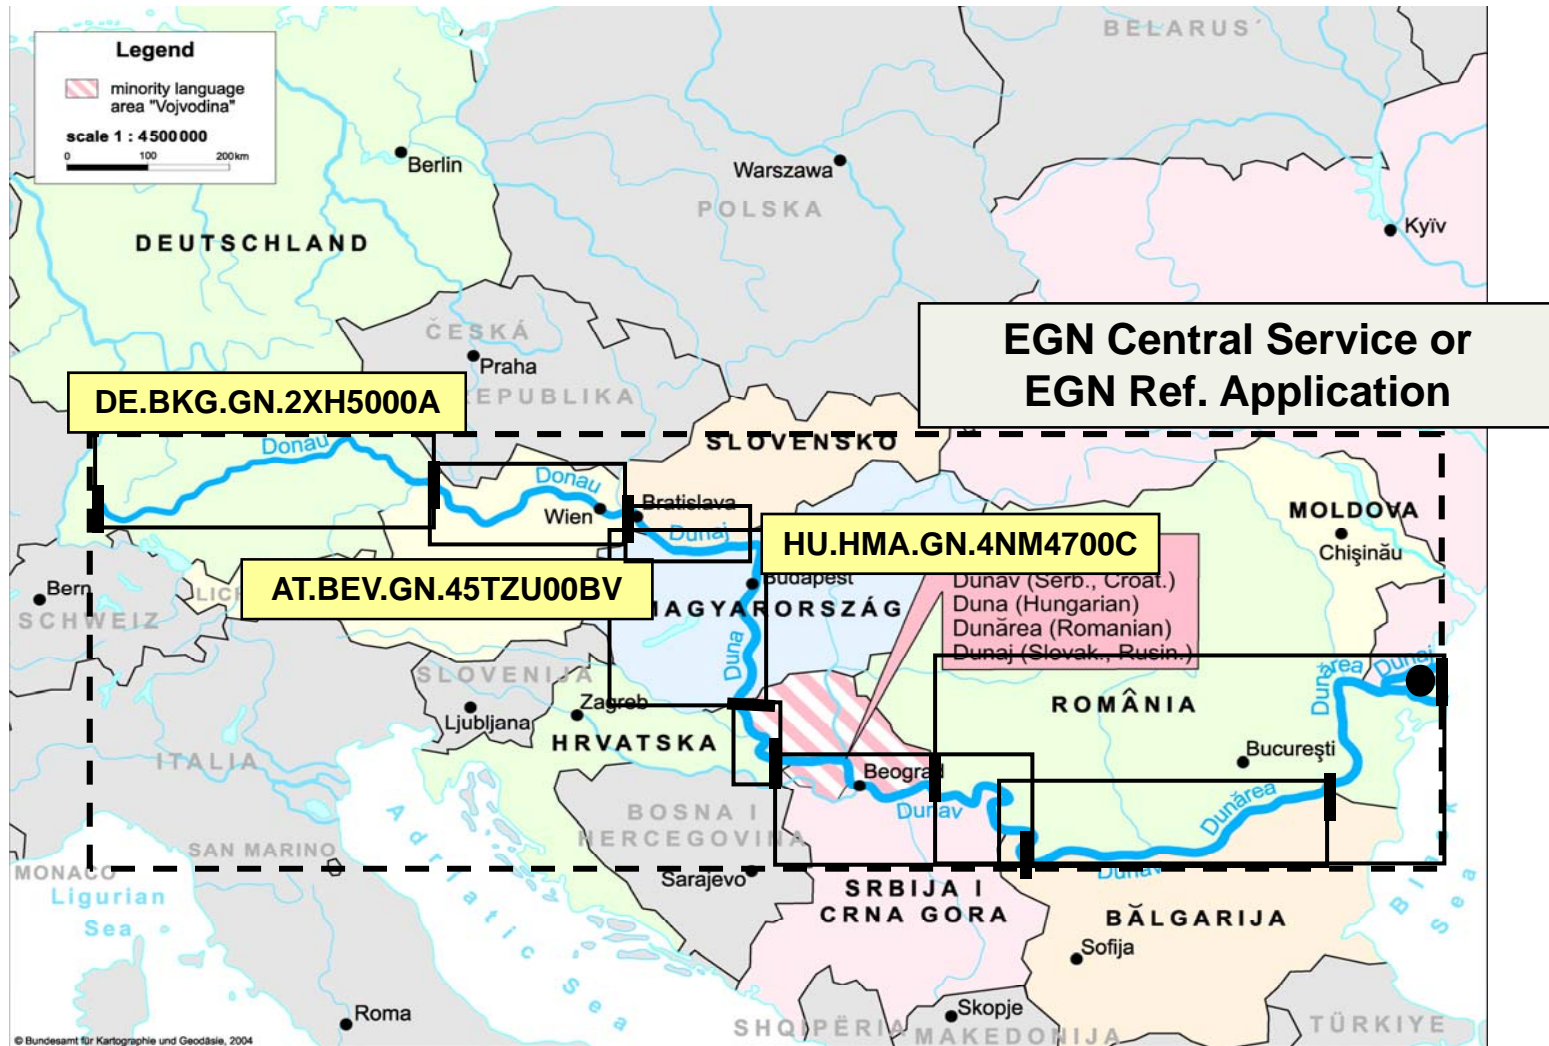 BELARUS´
Legend
minority language
area "Vojvodina"
scale 1 : 4500000
0 100 200km
Berlin
Warszawa
POLSKA
DEUTSCHLAND
Kyïv
EGN Central Service or
EGN Ref. Application
ČESKÁ
Praha
REPUBLIKA
DE.BKG.GN.2XH5000A
SLOVENSKO
Donau
Donau
Wien
Bratislava
Dunaj
MOLDOVA
Chişinău
HU.HMA.GN.4NM4700C
AT.BEV.GN.45TZU00BV
Bern
SCHWEIZ
Budapest
MAGYARORSZÁG
Dunav (Serb., Croat.)
Duna (Hungarian)
Dunărea (Romanian)
Dunaj (Slovak., Rusin.)
Duna
SLOVENIJA
Ljubljana
Zagreb
HRVATSKA
ROMÂNIA
Dunărea
Dunaj
Bucureşti
ITALIA
Beograd
Dunav
Dunărea
BOSNA I
HERCEGOVINA
Sarajevo
SAN MARINO
MONACO
Ligurian
Sea
Adriatic Sea
Dunav
SRBIJA I
CRNA GORA
BĂLGARIJA
Sofija
Roma
Skopje
SHQIPËRIA
MAKEDONIJA
TÜRKIYE
© Bundesamt für Kartographie und Geodäsie, 2004